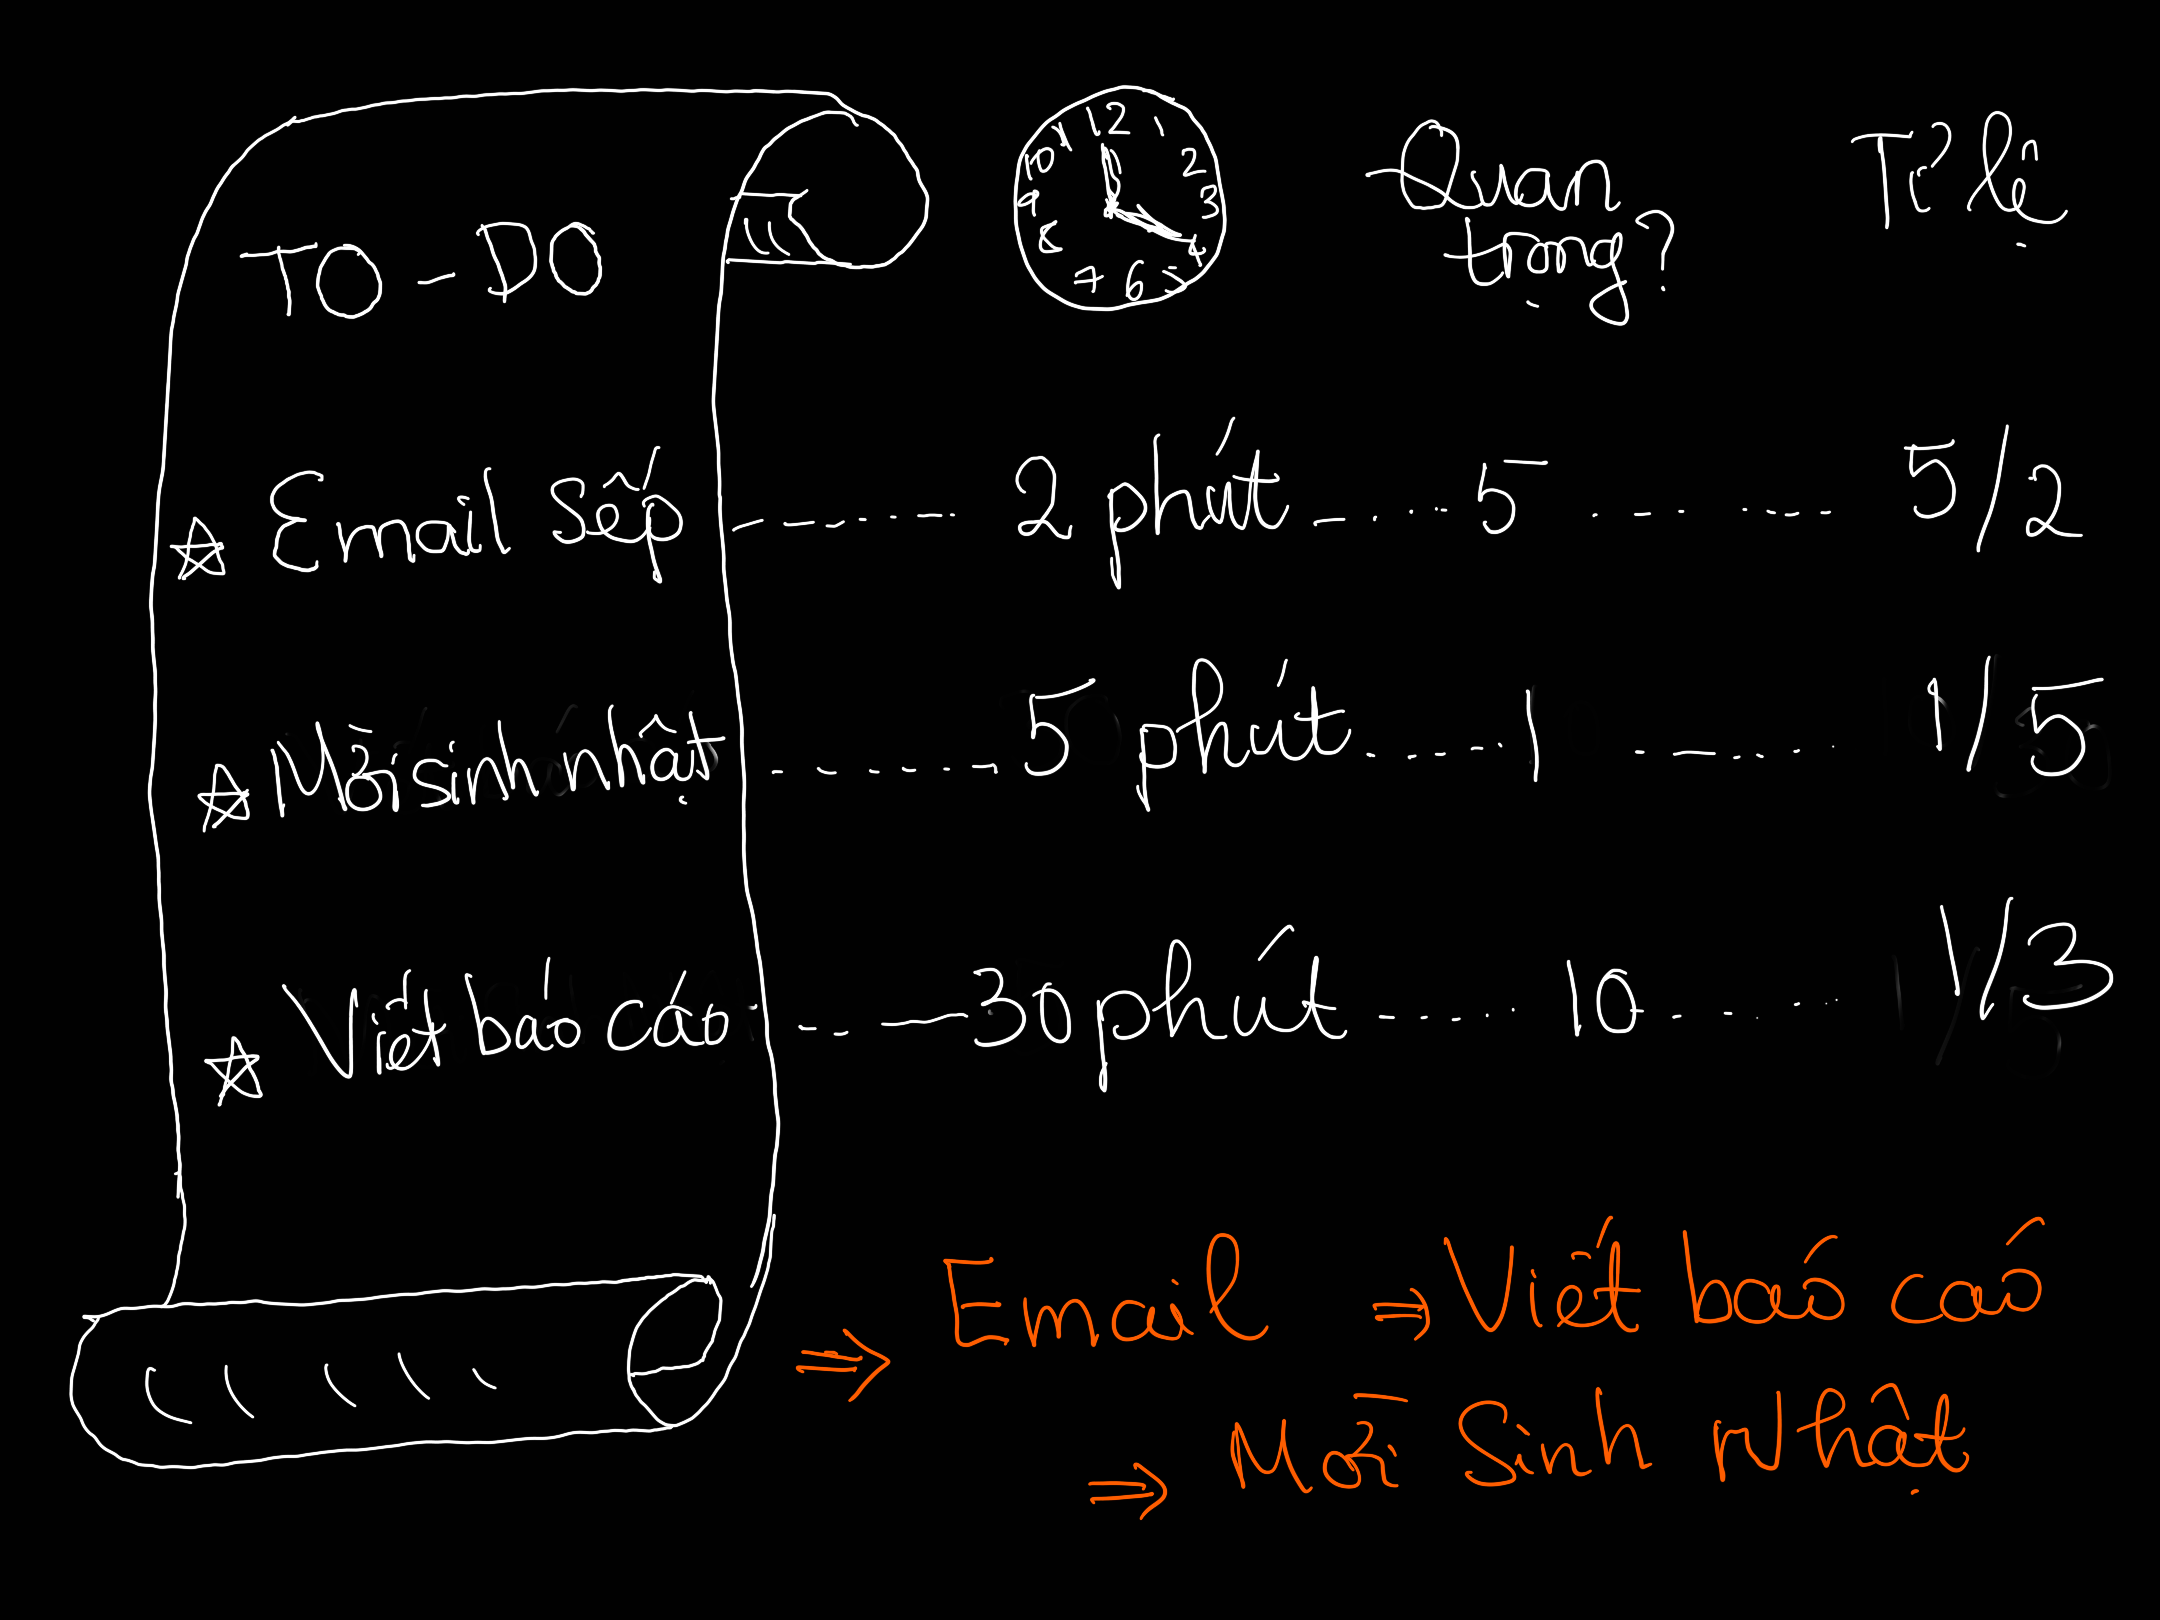 TO-DO
12 1 2 3 4 5 6 7 8 9 10 11
Quan trọng?
Tỉ lệ
Email sếp ------- 2 phút ----- 5 ------- 5/2
Mời sinh nhật ------- 5 phút ----- 1 ------- 1/5
Viết báo cáo ----- 30 phút ----- 10 ----- 1/3
⇒ Email ⇒ Viết báo cáo
⇒ Mời Sinh Nhật